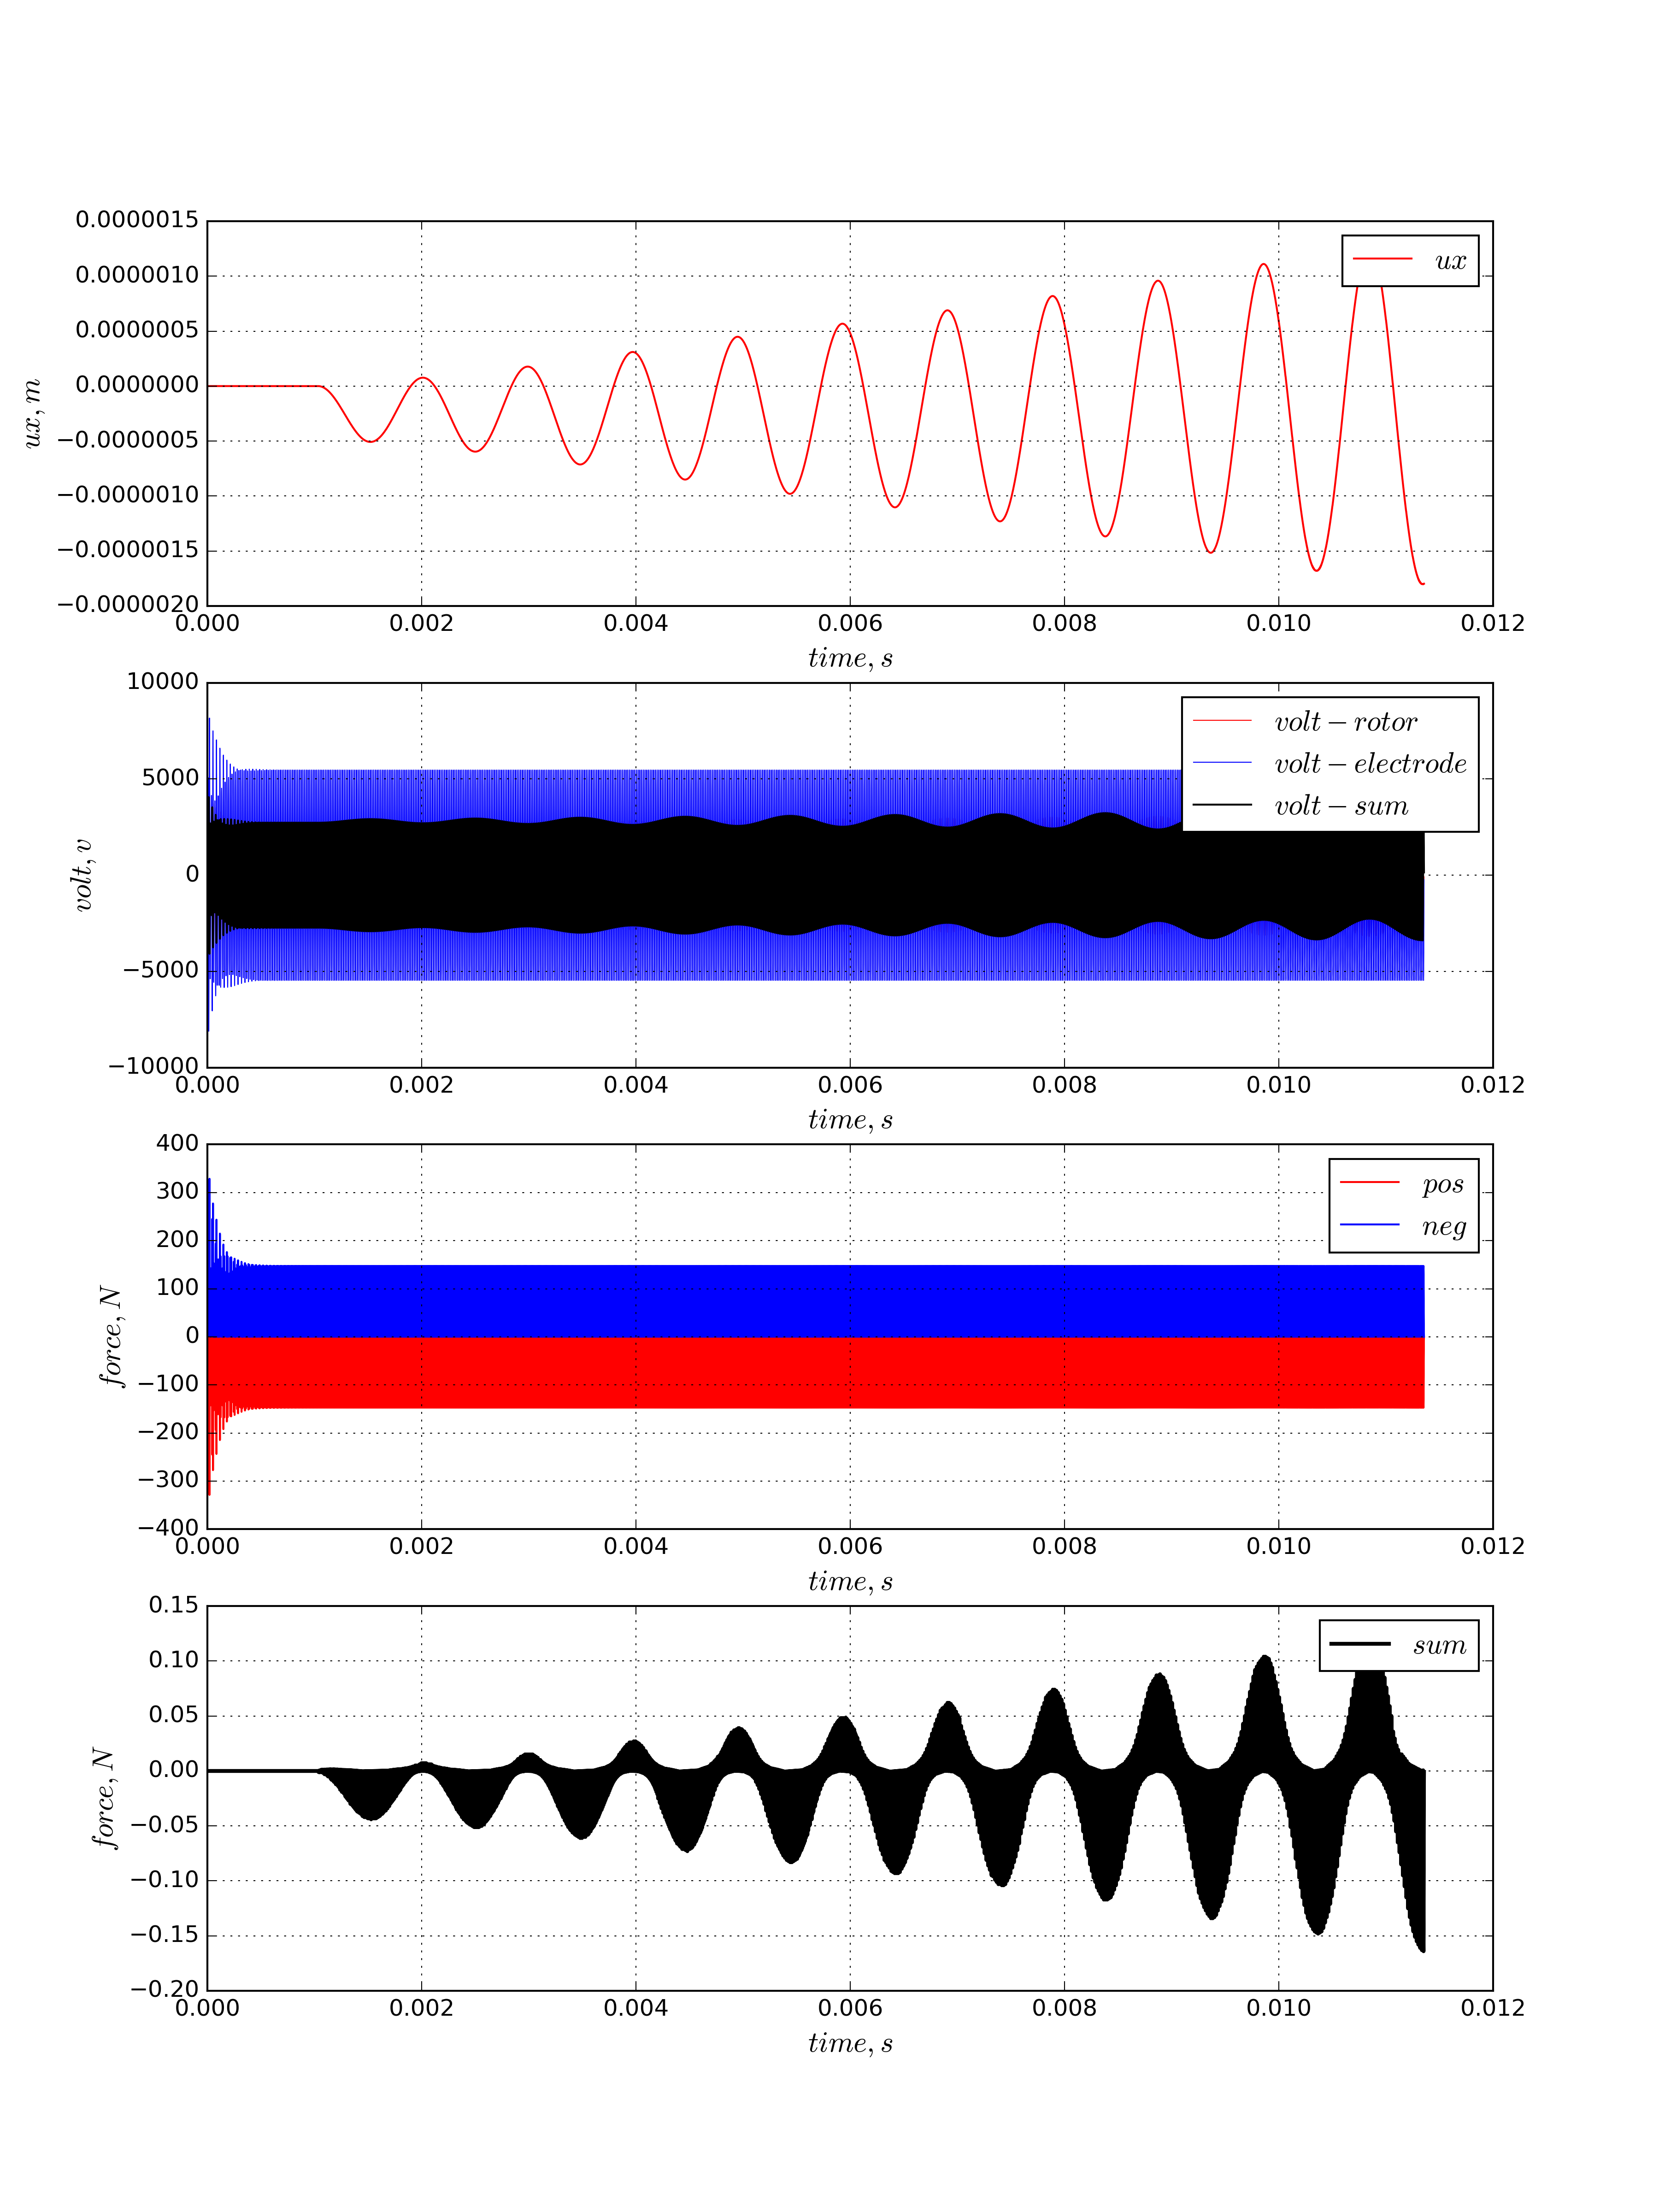 0.0000015
0.0000010
0.0000005
0.0000000
−0.0000005
−0.0000010
−0.0000015
−0.0000020
ux, m
ux
0.000 0.002 0.004 0.006 0.008 0.010 0.012
time, s
10000
5000
0
−5000
−10000
volt, v
volt − rotor
volt − electrode
volt − sum
0.000 0.002 0.004 0.006 0.008 0.010 0.012
time, s
400
300
200
100
0
−100
−200
−300
−400
force, N
pos
neg
0.000 0.002 0.004 0.006 0.008 0.010 0.012
time, s
0.15
0.10
0.05
0.00
−0.05
−0.10
−0.15
−0.20
force, N
sum
0.000 0.002 0.004 0.006 0.008 0.010 0.012
time, s